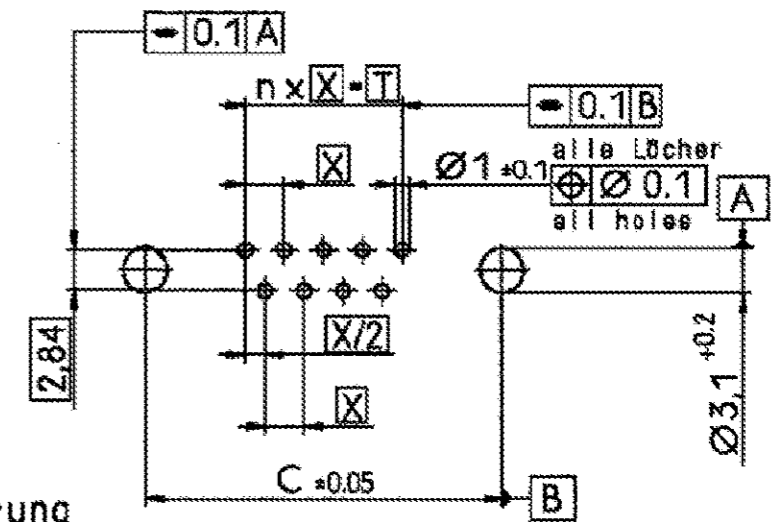 0.1 A
n x X = T
0.1 B
alle Löcher
X
Ø1 ±0.1
⌖ Ø 0.1
A
all holes
X/2
2,84
X
+0.2
Ø3,1
C ±0.05
B